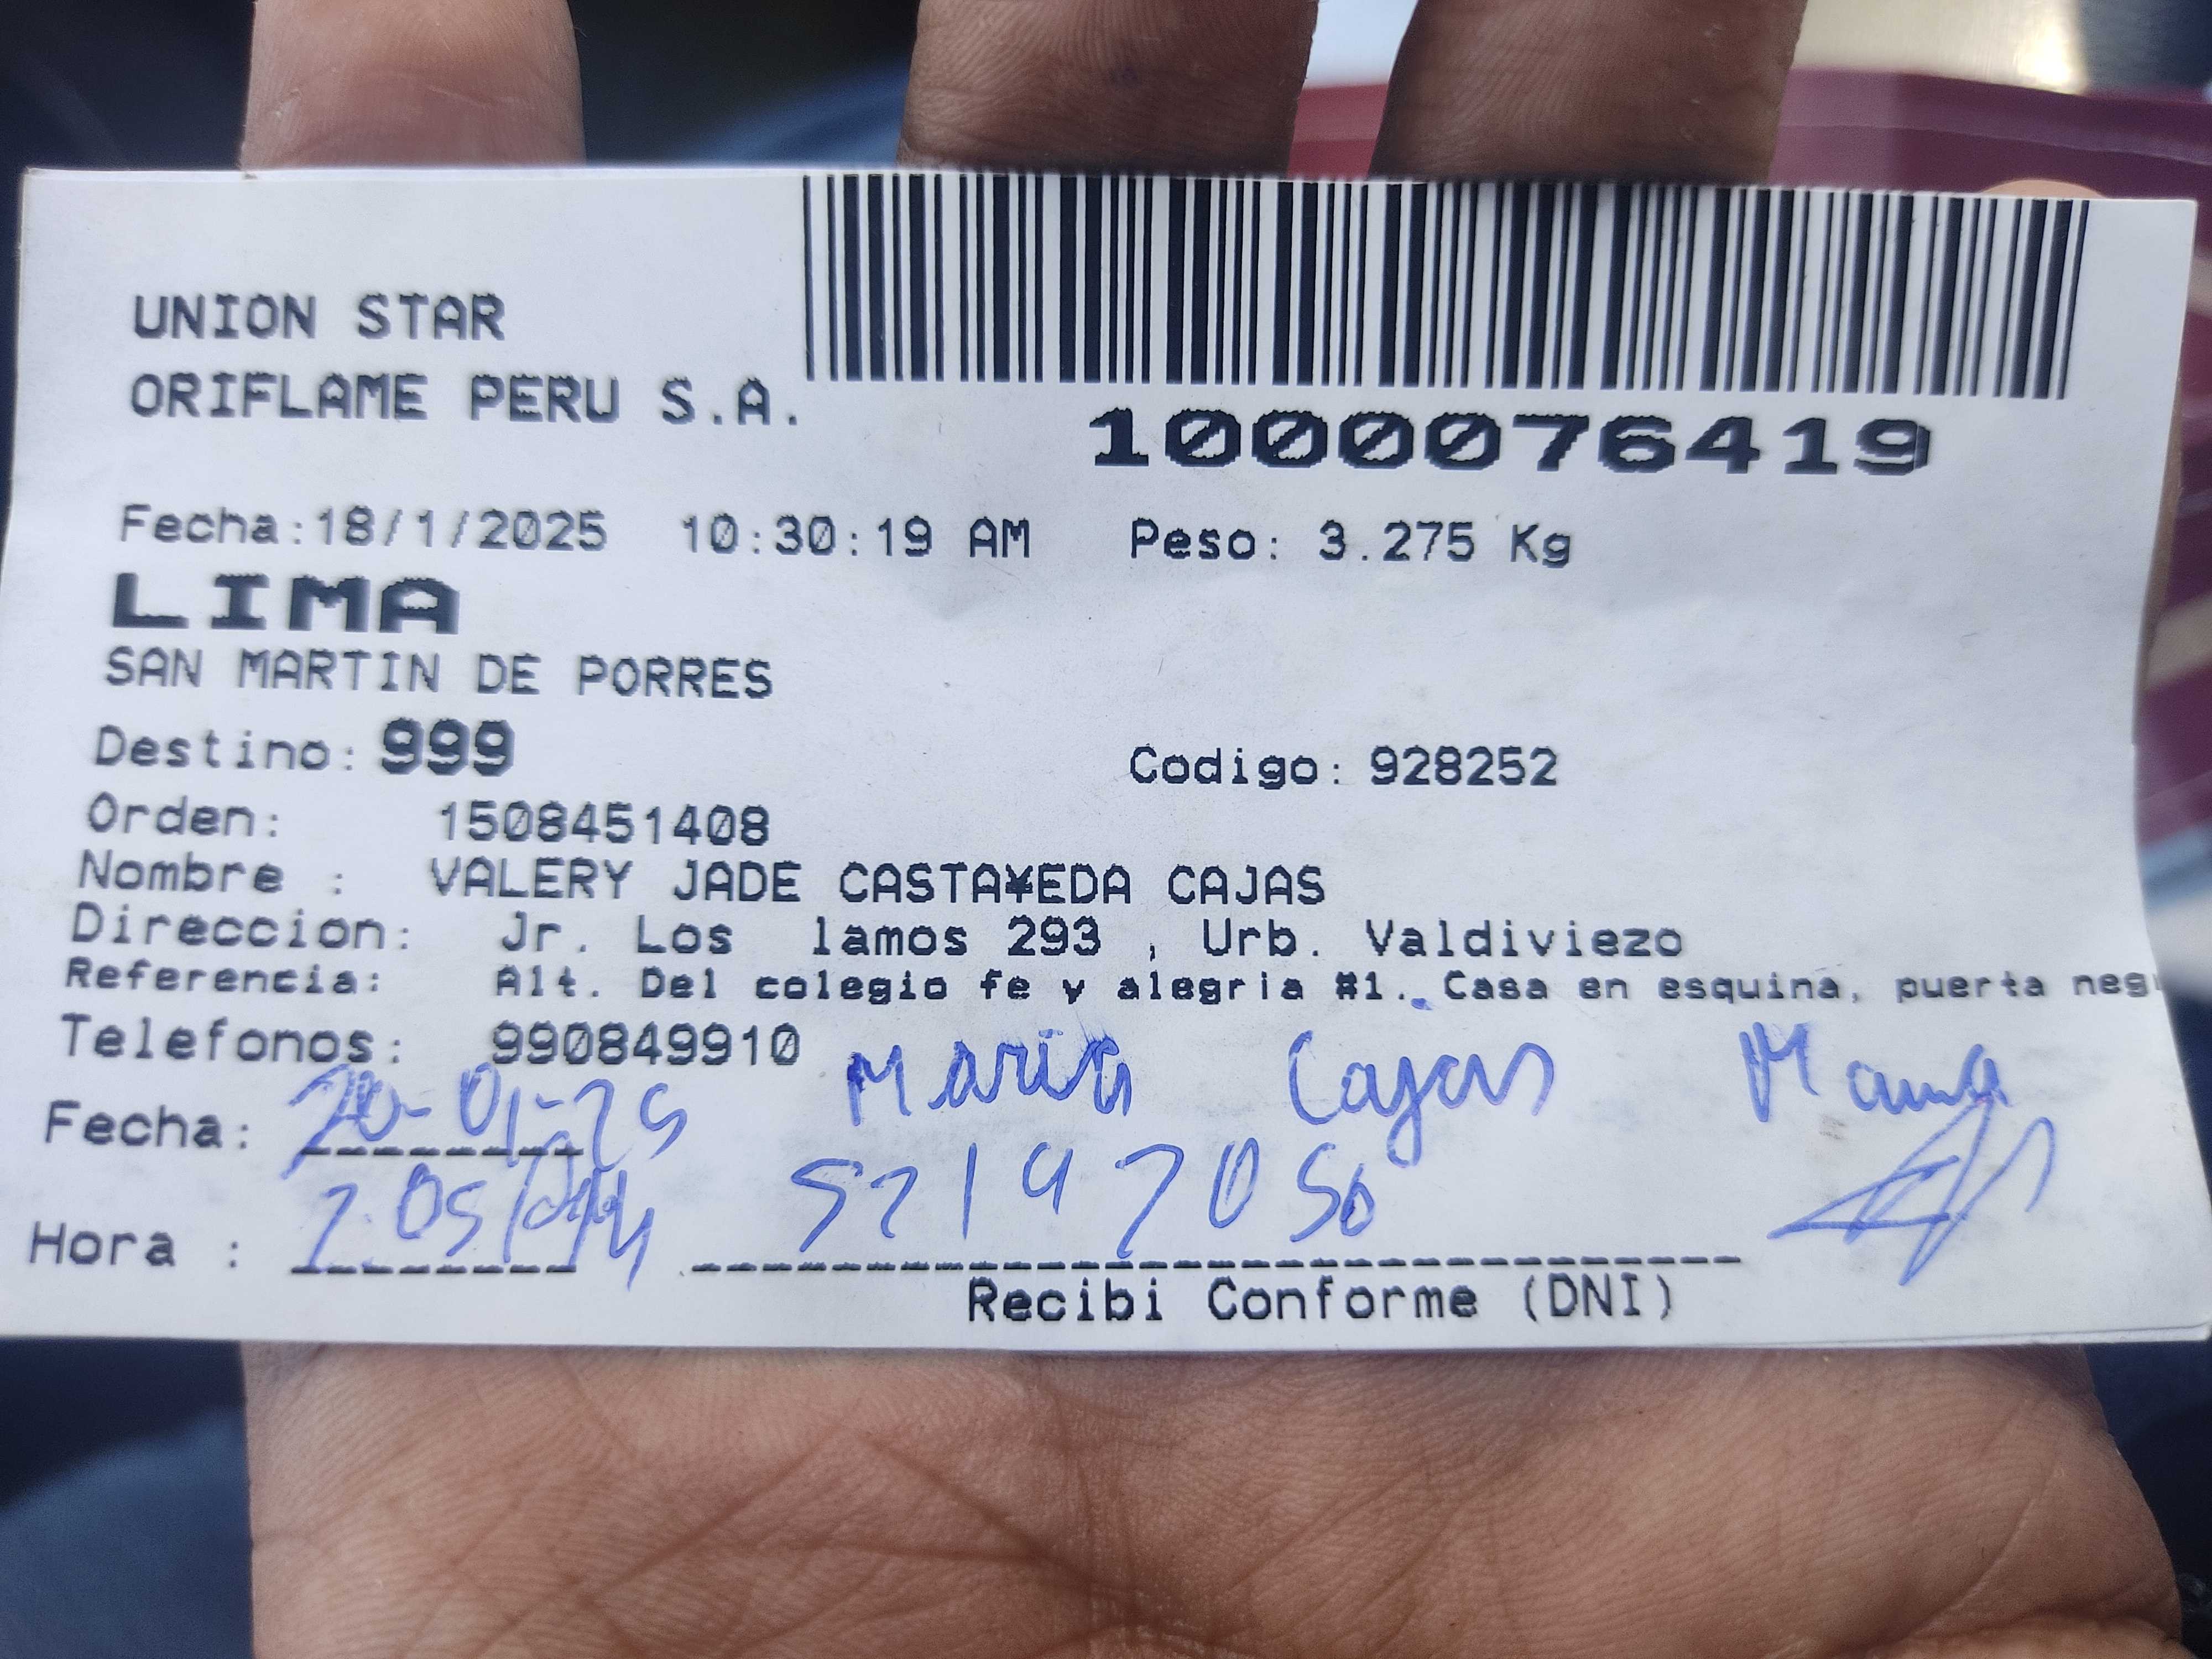 UNION STAR
ORIFLAME PERU S.A.
1000076419
Fecha:18/1/2025 10:30:19 AM Peso: 3.275 Kg
LIMA
SAN MARTIN DE PORRES
Destino: 999 Codigo: 928252
Orden: 1508451408
Nombre : VALERY JADE CASTA¥EDA CAJAS
Direccion: Jr. Los lamos 293 , Urb. Valdiviezo
Referencia: Alt. Del colegio fe y alegria #1. Casa en esquina, puerta neg
Telefonos: 990849910
Maria Cajas Mama
Fecha: 20-01-25
Hora :
Recibi Conforme (DNI)